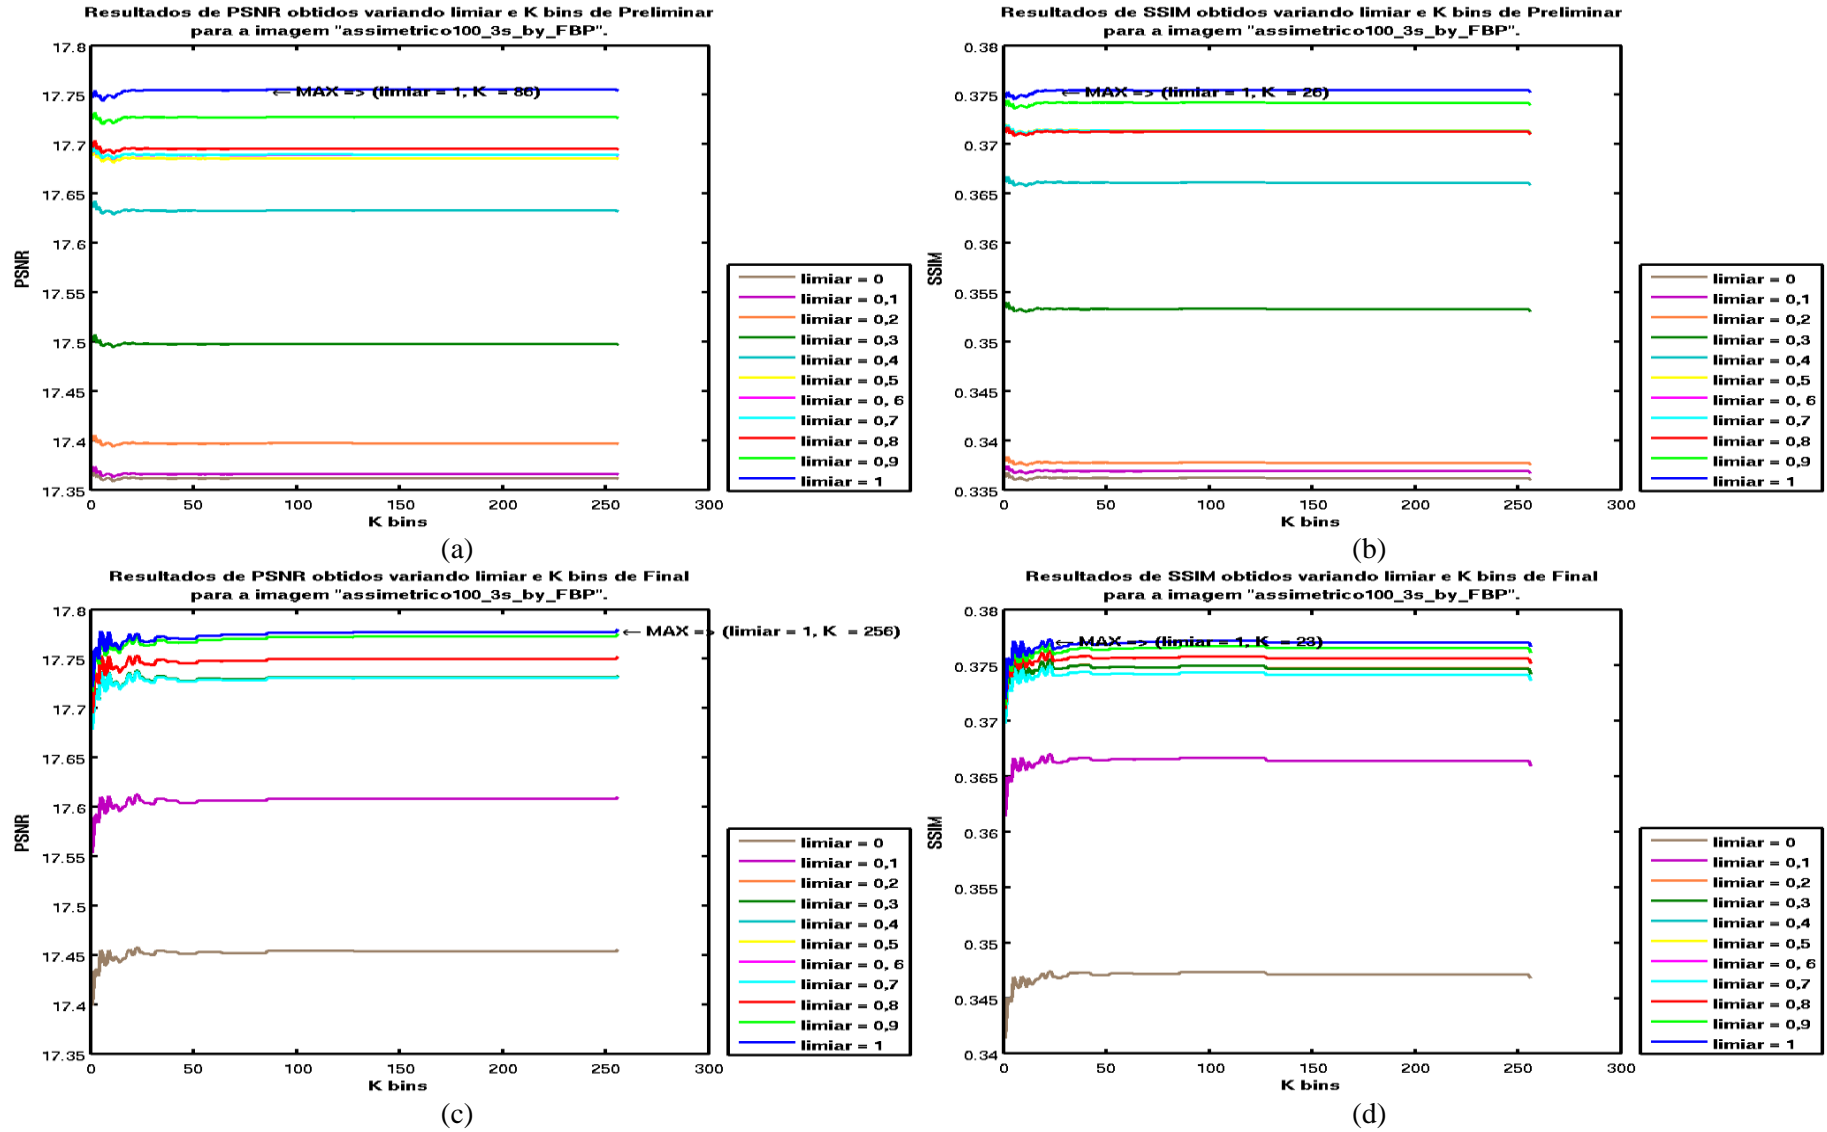 Resultados de PSNR obtidos variando limiar e K bins de Preliminar
para a imagem "assimetrico100_3s_by_FBP".
17.8
17.75
17.7
17.65
17.6
17.55
17.5
17.45
17.4
17.35
PSNR
← MAX => (limiar = 1, K = 86)
0
50
100
150
200
250
300
K bins
limiar = 0
limiar = 0,1
limiar = 0,2
limiar = 0,3
limiar = 0,4
limiar = 0,5
limiar = 0, 6
limiar = 0,7
limiar = 0,8
limiar = 0,9
limiar = 1
(a)
Resultados de SSIM obtidos variando limiar e K bins de Preliminar
para a imagem "assimetrico100_3s_by_FBP".
0.38
0.375
0.37
0.365
0.36
0.355
0.35
0.345
0.34
0.335
SSIM
← MAX => (limiar = 1, K = 26)
0
50
100
150
200
250
300
K bins
limiar = 0
limiar = 0,1
limiar = 0,2
limiar = 0,3
limiar = 0,4
limiar = 0,5
limiar = 0, 6
limiar = 0,7
limiar = 0,8
limiar = 0,9
limiar = 1
(b)
Resultados de PSNR obtidos variando limiar e K bins de Final
para a imagem "assimetrico100_3s_by_FBP".
17.8
17.75
17.7
17.65
17.6
17.55
17.5
17.45
17.4
17.35
PSNR
← MAX => (limiar = 1, K = 256)
0
50
100
150
200
250
300
K bins
limiar = 0
limiar = 0,1
limiar = 0,2
limiar = 0,3
limiar = 0,4
limiar = 0,5
limiar = 0, 6
limiar = 0,7
limiar = 0,8
limiar = 0,9
limiar = 1
(c)
Resultados de SSIM obtidos variando limiar e K bins de Final
para a imagem "assimetrico100_3s_by_FBP".
0.38
0.375
0.37
0.365
0.36
0.355
0.35
0.345
0.34
SSIM
← MAX => (limiar = 1, K = 23)
0
50
100
150
200
250
300
K bins
limiar = 0
limiar = 0,1
limiar = 0,2
limiar = 0,3
limiar = 0,4
limiar = 0,5
limiar = 0, 6
limiar = 0,7
limiar = 0,8
limiar = 0,9
limiar = 1
(d)